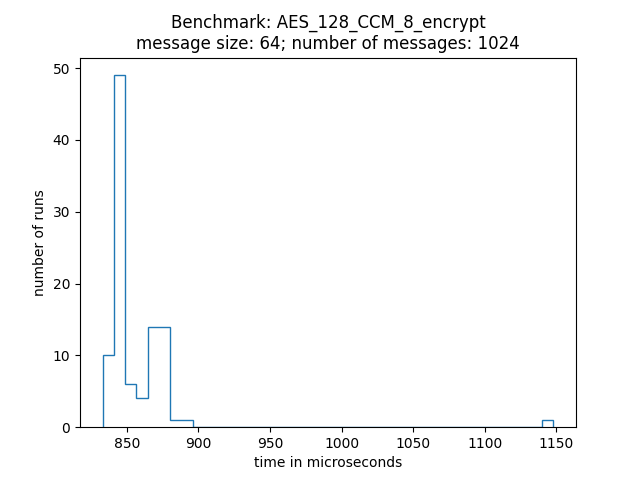 Benchmark: AES_128_CCM_8_encrypt
message size: 64; number of messages: 1024
50
40
30
20
10
0
number of runs
850 900 950 1000 1050 1100 1150
time in microseconds